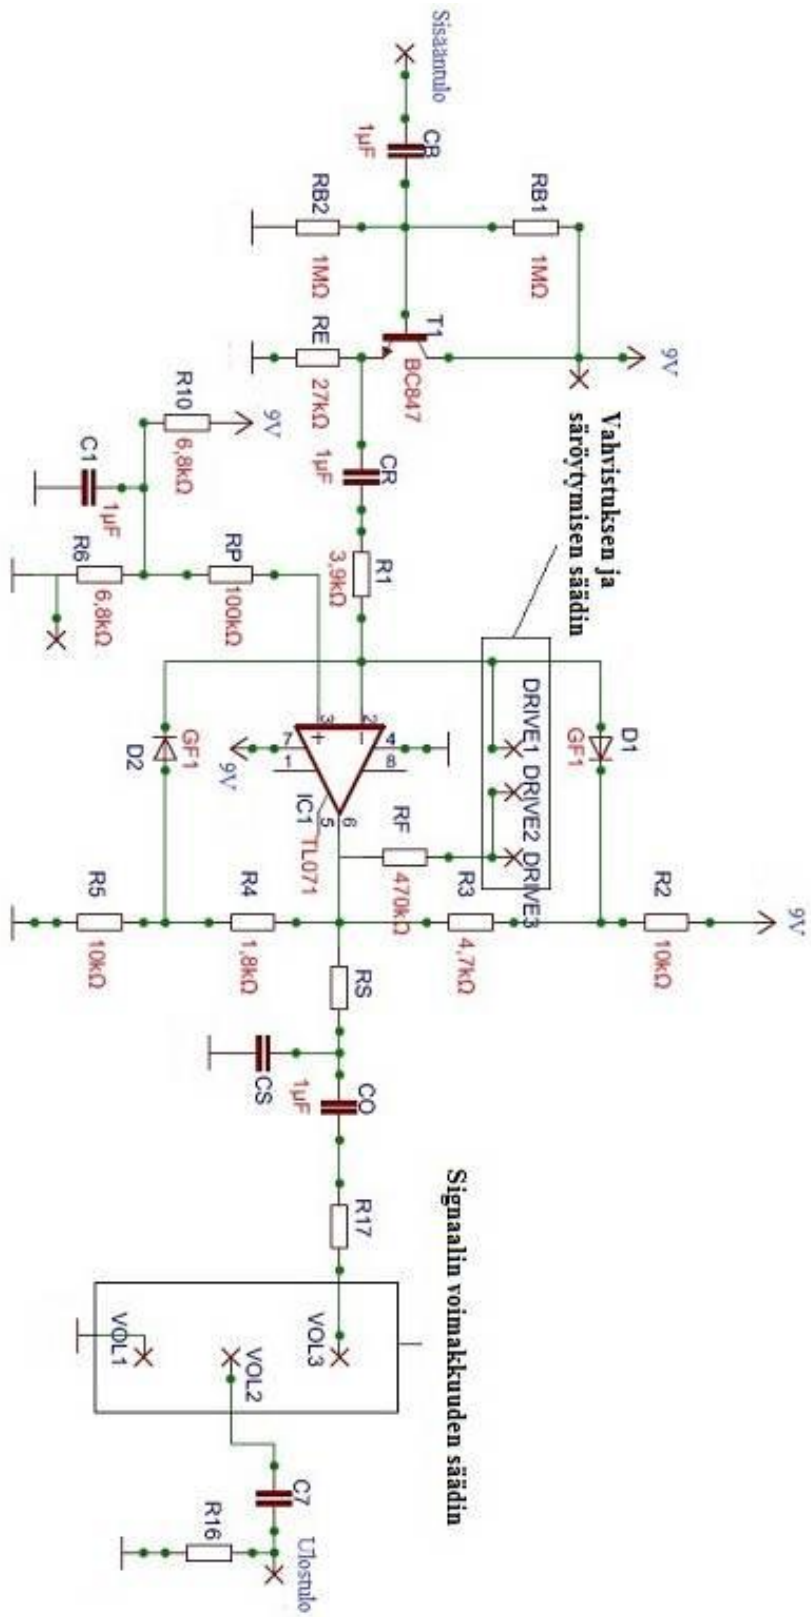 Sisääntulo
CB
1µF
RB2
1MΩ
RB1
1MΩ
T1
BC847
9V
RE
27kΩ
Vahvistuksen ja
säröytymisen säädin
R10
6,8kΩ
9V
C1
1µF
CR
1µF
R6
6,8kΩ
RP
100kΩ
R1
3,9kΩ
D2
GF1
D1
GF1
DRIVE1
DRIVE2
DRIVE3
3
+
2
-
7
4
1
8
9V
IC1
TL071
5
6
RF
470kΩ
R5
10kΩ
R4
1,8kΩ
R3
4,7kΩ
R2
10kΩ
9V
RS
CS
1µF
CO
R17
Signaalin voimakkuuden säädin
VOL1
VOL2
VOL3
C7
R16
Ulostulo